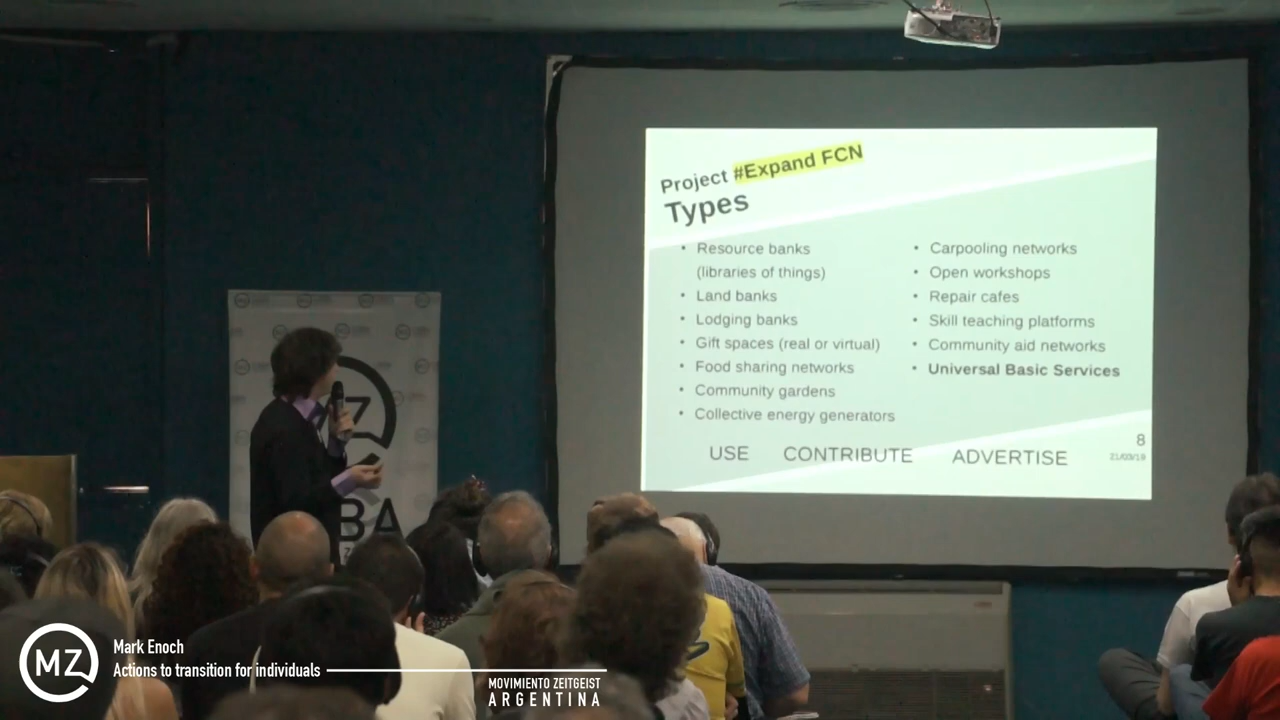 Project #Expand FCN
Types
• Resource banks
(libraries of things)
• Land banks
• Lodging banks
• Gift spaces (real or virtual)
• Food sharing networks
• Community gardens
• Collective energy generators
• Carpooling networks
• Open workshops
• Repair cafes
• Skill teaching platforms
• Community aid networks
• Universal Basic Services
USE CONTRIBUTE ADVERTISE
8
21/03/19
MZ
BA
MZ
Mark Enoch
Actions to transition for individuals
MOVIMIENTO ZEITGEIST
ARGENTINA